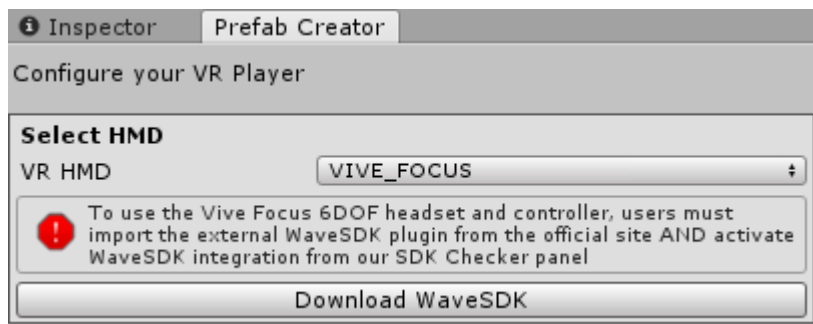 Inspector Prefab Creator
Configure your VR Player
Select HMD
VR HMD VIVE_FOCUS
To use the Vive Focus 6DOF headset and controller, users must
import the external WaveSDK plugin from the official site AND activate
WaveSDK integration from our SDK Checker panel
Download WaveSDK